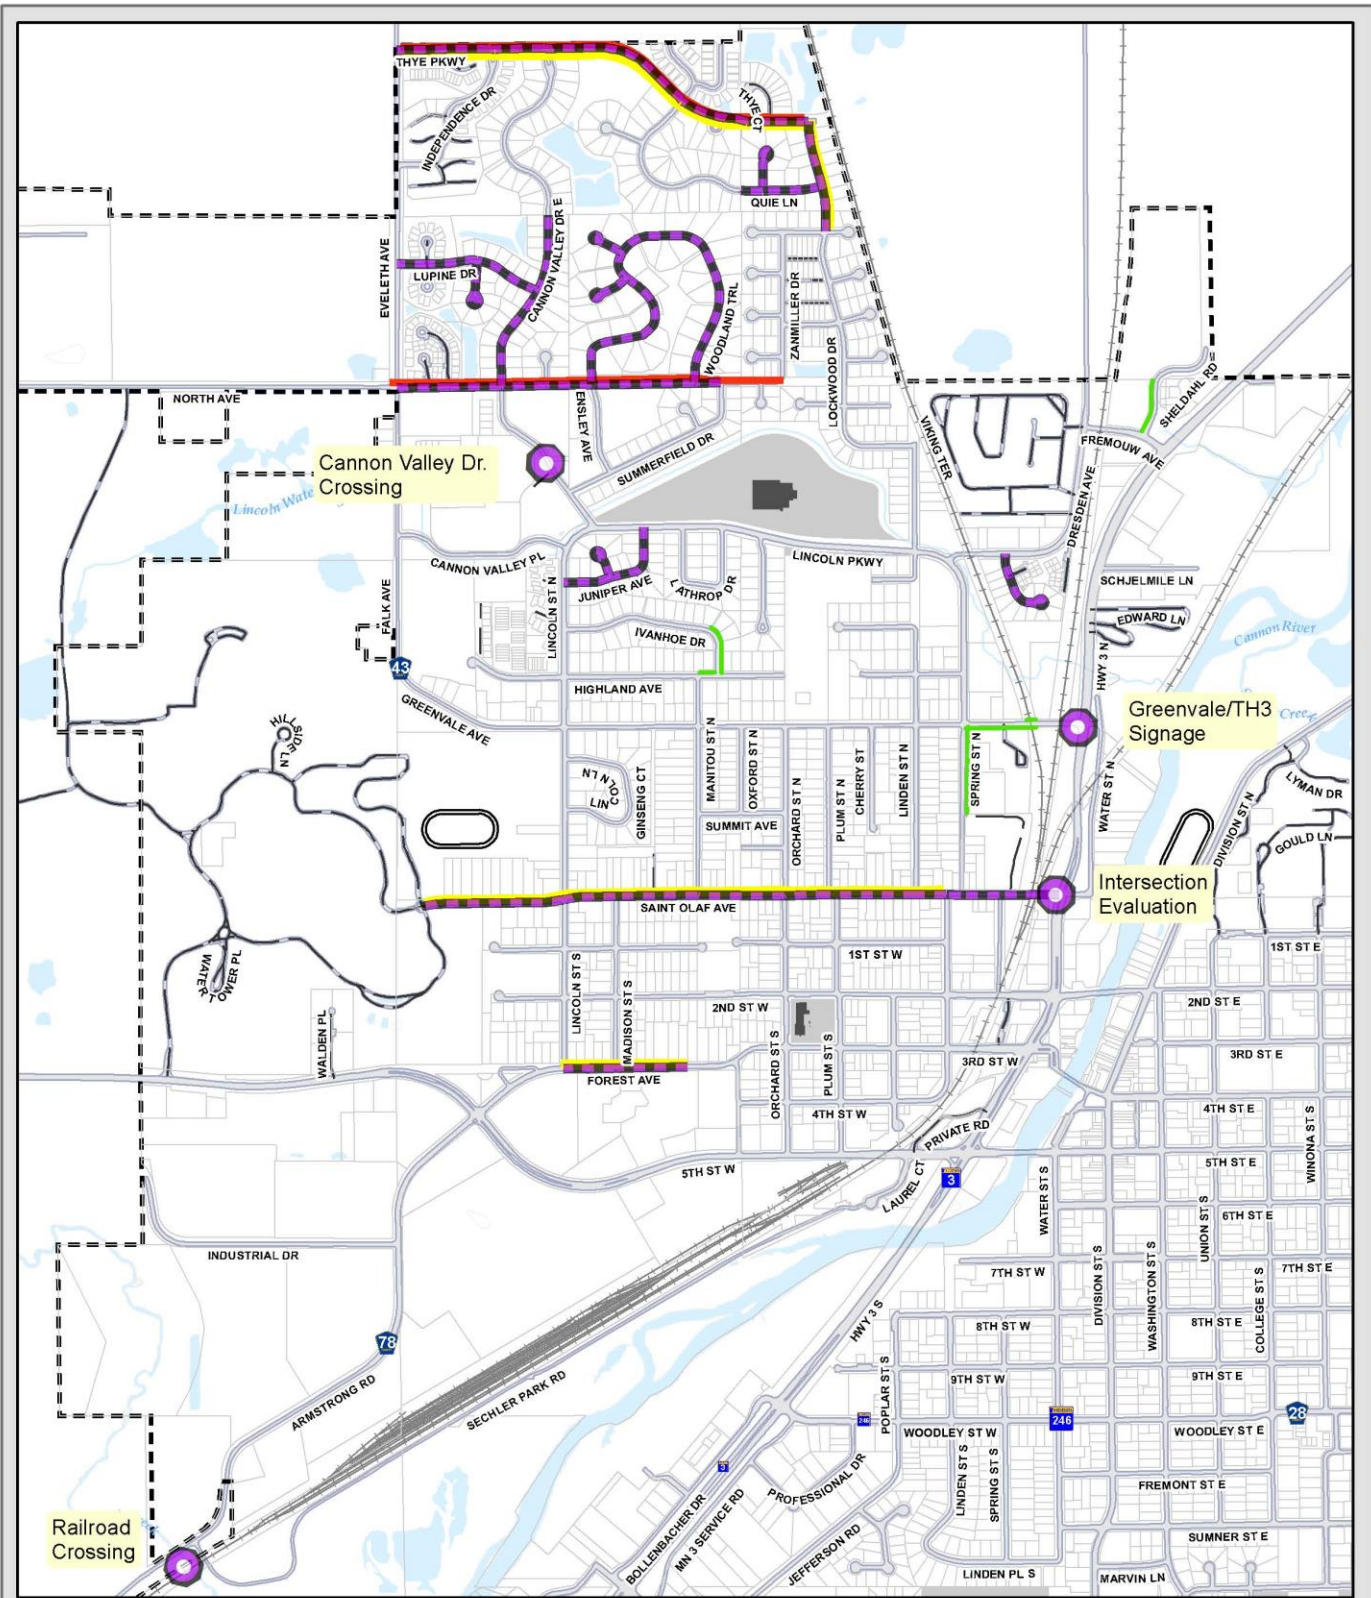 THYE PKWY
THYE CT
INDEPENDENCE DR
QUIE LN
EVELETH AVE
LUPINE DR
CANNON VALLEY DR E
WOODLAND TRL
ZANMILLER DR
LOCKWOOD DR
NORTH AVE
ENSLEY AVE
SUMMERFIELD DR
VIKING TER
SHELDAHL RD
FREMOUW AVE
DRESDEN AVE
Cannon Valley Dr.
Crossing
CANNON VALLEY PL
LINCOLN PKWY
JUNIPER AVE
LATHROP DR
SCHJELMILE LN
EDWARD LN
Cannon River
FALK AVE
LINCOLN ST N
IVANHOE DR
HWY 3 N
43
HIGHLAND AVE
GREENVALE AVE
Greenvale/TH3
Signage
Creek
HILLSIDE LN
LINCOLN LN
GINSENG CT
MANITOU ST N
OXFORD ST N
ORCHARD ST N
PLUM ST N
CHERRY ST
LINDEN ST N
SPRING ST N
WATER ST N
DIVISION ST N
LYMAN DR
GOULD LN
SUMMIT AVE
Intersection
Evaluation
SAINT OLAF AVE
1ST ST W
1ST ST E
WATER TOWER PL
LINCOLN ST S
MADISON ST S
2ND ST W
2ND ST E
WALDEN PL
ORCHARD ST S
PLUM ST S
3RD ST W
3RD ST E
FOREST AVE
4TH ST W
4TH ST E
PRIVATE RD
5TH ST W
5TH ST E
WINONA ST S
LAUREL CT
3
WATER ST S
UNION ST S
6TH ST E
INDUSTRIAL DR
7TH ST W
7TH ST E
DIVISION ST S
WASHINGTON ST S
COLLEGE ST S
HWY 3 S
8TH ST W
8TH ST E
78
ARMSTRONG RD
SECHLER PARK RD
POPLAR ST S
9TH ST W
9TH ST E
246
246
28
WOODLEY ST W
WOODLEY ST E
3
PROFESSIONAL DR
LINDEN ST S
SPRING ST S
FREMONT ST E
BOLLENBACHER DR
MN 3 SERVICE RD
JEFFERSON RD
SUMNER ST E
Railroad
Crossing
LINDEN PL S
MARVIN LN